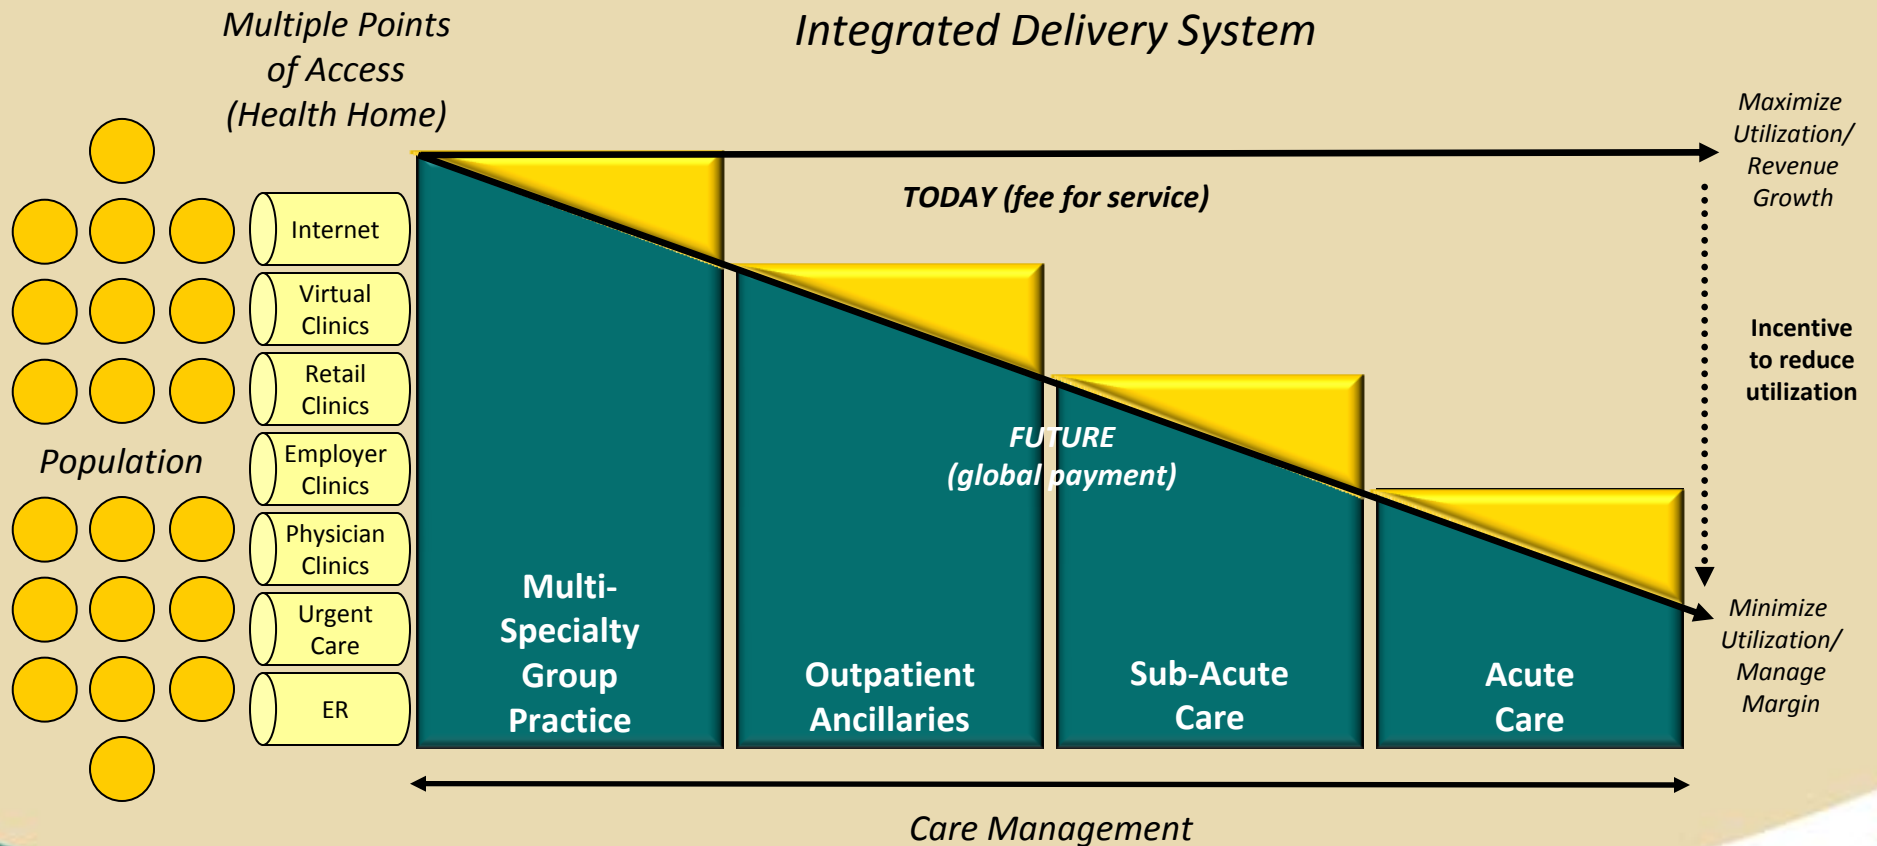 Multiple Points
of Access
(Health Home)
Integrated Delivery System
Maximize
Utilization/
Revenue
Growth
TODAY (fee for service)
Internet
Virtual
Clinics
Retail
Clinics
Employer
Clinics
Physician
Clinics
Urgent
Care
ER
Population
Incentive
to reduce
utilization
FUTURE
(global payment)
Multi-
Specialty
Group
Practice
Outpatient
Ancillaries
Sub-Acute
Care
Acute
Care
Minimize
Utilization/
Manage
Margin
Care Management